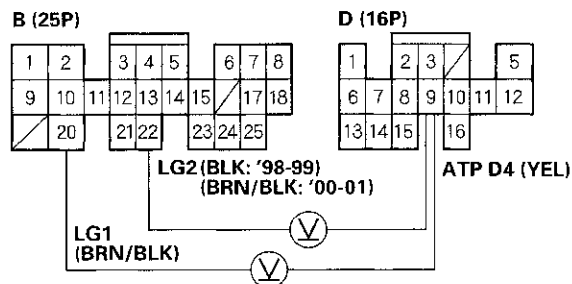 B (25P)
D (16P)
1 2 3 4 5 6 7 8
9 10 11 12 13 14 15 17 18
20 21 22 23 24 25
1 2 3 5
6 7 8 9 10 11 12
13 14 15 16
LG2 (BLK: '98-99)
(BRN/BLK: '00-01)
ATP D4 (YEL)
LG1
(BRN/BLK)
V
V